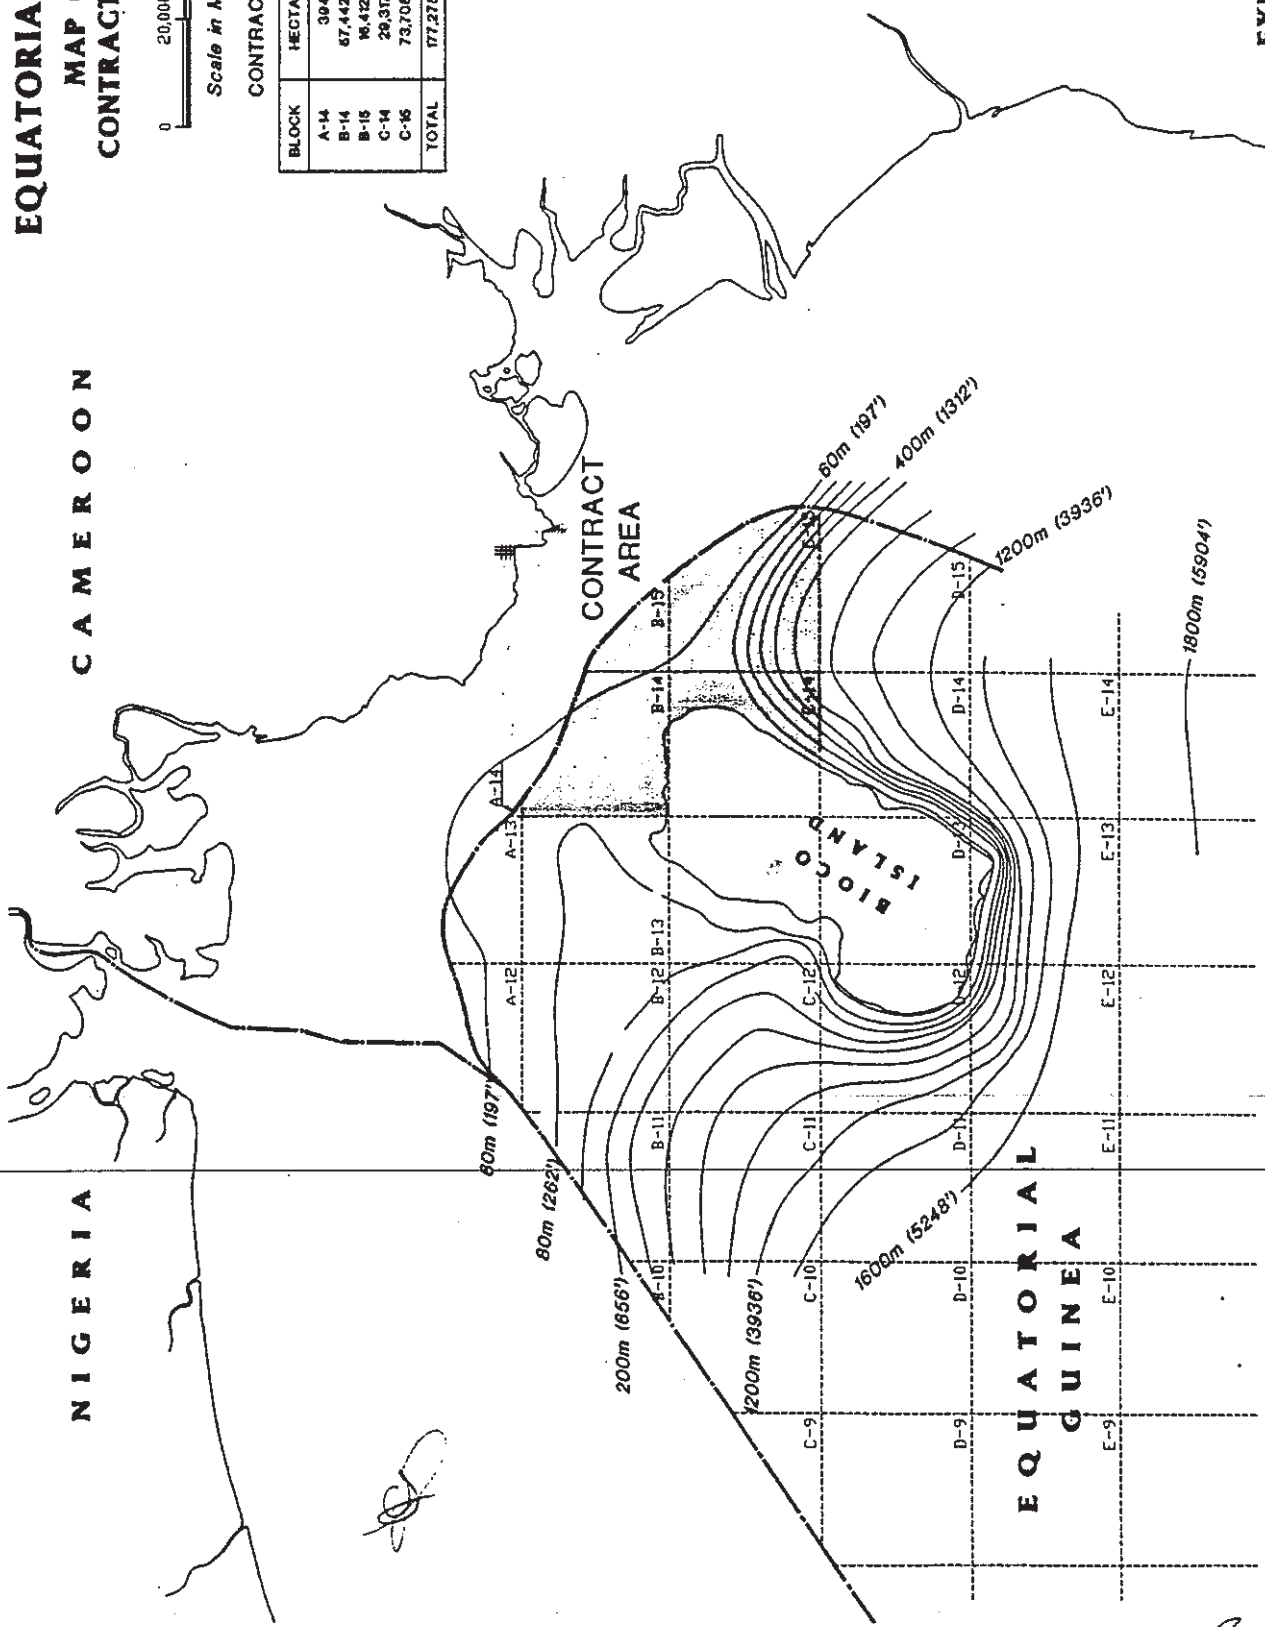 NIGERIA
CAMEROON
EQUATORIA
MAP
CONTRACT
0 20,000
Scale in
CONTRAC
BLOCK HECTA
A-14 394
B-14 57,442
B-15 16,412
C-14 29,317
C-15 73,708
TOTAL 177,273
60m (197')
80m (262')
A-12
A-13
A-14
CONTRACT
AREA
200m (656')
B-10
B-11
B-12
B-13
B-14
B-15
1200m (3936')
C-9
C-10
C-11
C-12
BIOCO
ISLAND
C-14
C-15
60m (197')
400m (1312')
1600m (5248')
D-9
D-10
D-11
D-12
D-13
D-14
D-15
1200m (3936')
EQUATORIAL
GUINEA
E-9
E-10
E-11
E-12
E-13
E-14
1800m (5904')